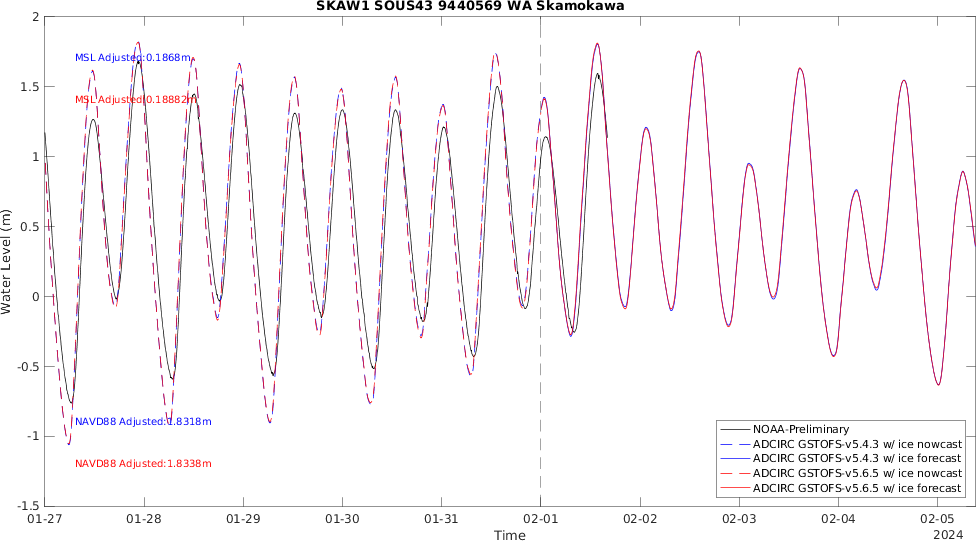 SKAW1 SOUS43 9440569 WA Skamokawa
Water Level (m)
2
1.5
1
0.5
0
-0.5
-1
-1.5
MSL Adjusted:0.1868m
MSL Adjusted:0.18882m
NAVD88 Adjusted:1.8318m
NAVD88 Adjusted:1.8338m
NOAA-Preliminary
ADCIRC GSTOFS-v5.4.3 w/ ice nowcast
ADCIRC GSTOFS-v5.4.3 w/ ice forecast
ADCIRC GSTOFS-v5.6.5 w/ ice nowcast
ADCIRC GSTOFS-v5.6.5 w/ ice forecast
01-27 01-28 01-29 01-30 01-31 02-01 02-02 02-03 02-04 02-05
Time
2024